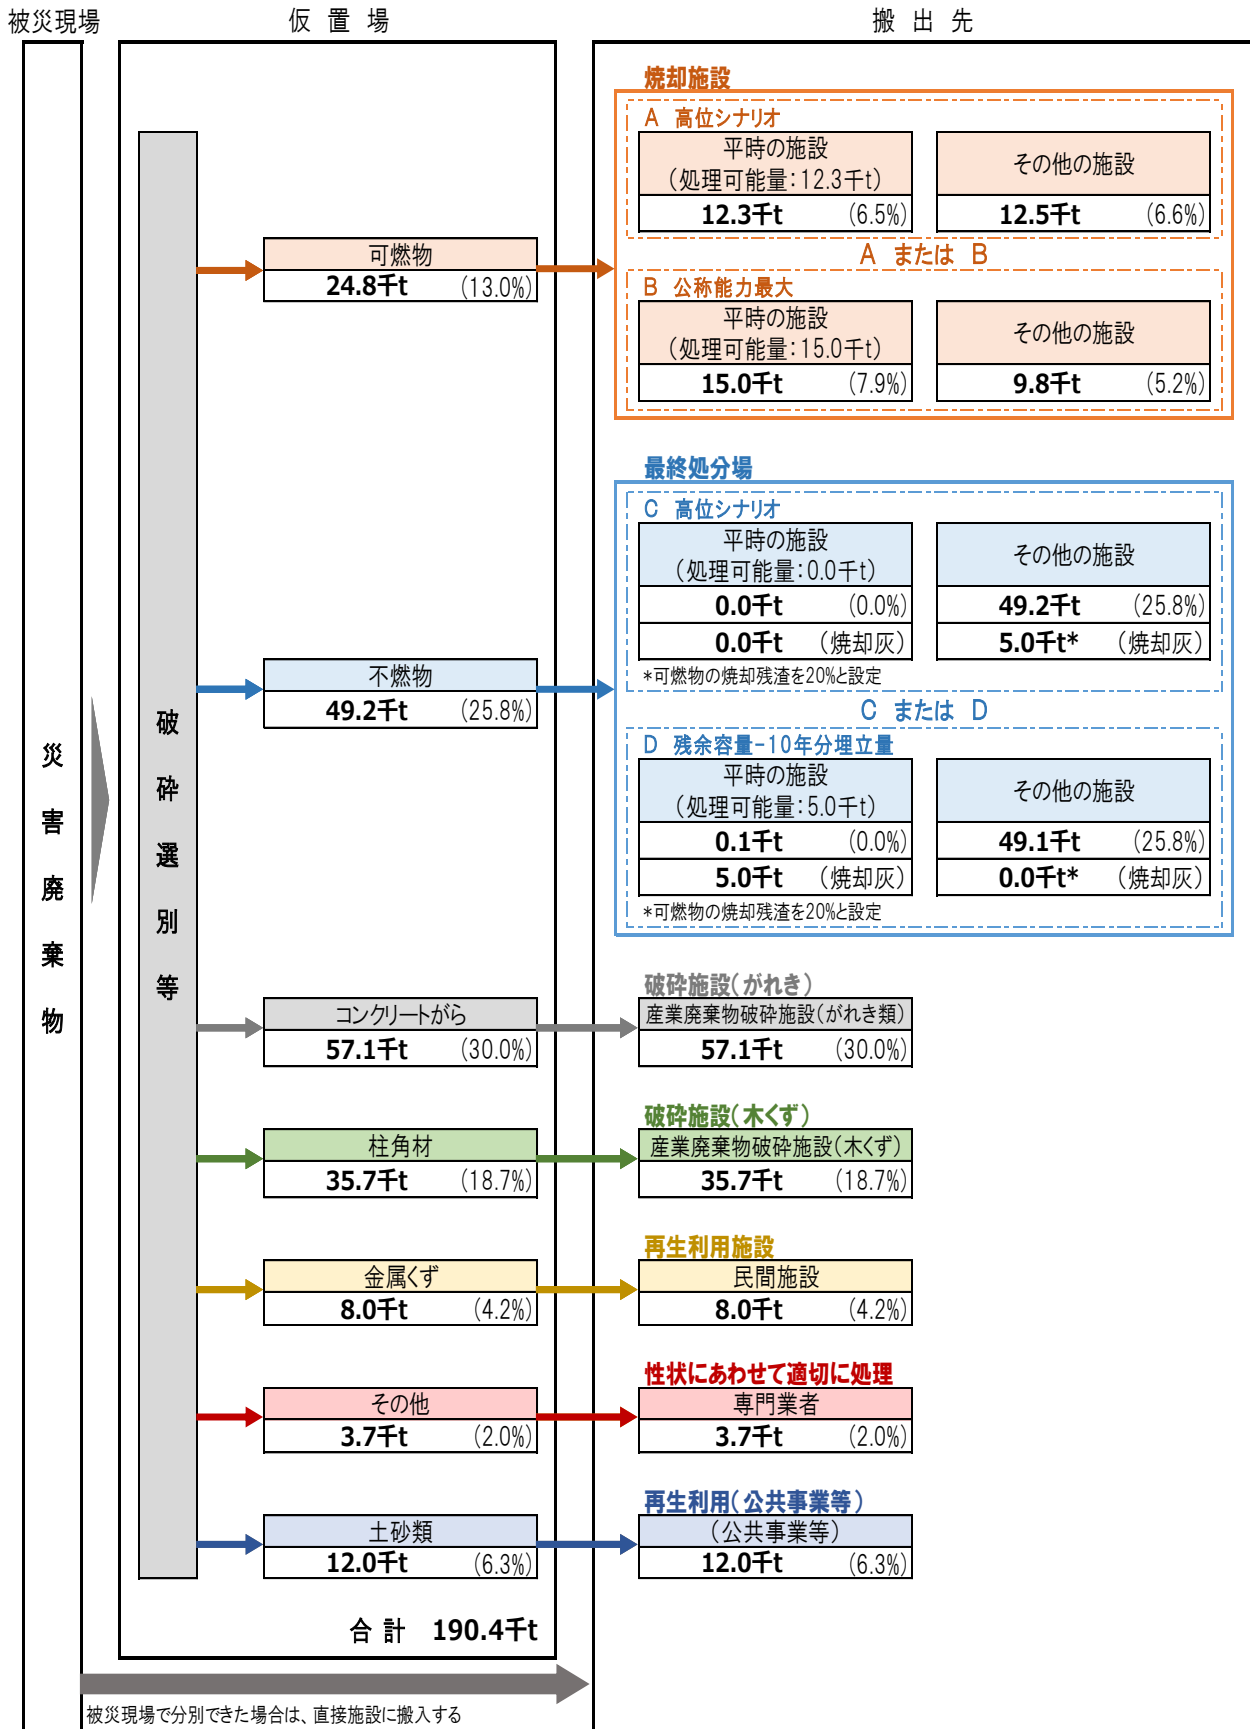 被災現場
仮 置 場
搬 出 先
災害廃棄物
破砕選別等
焼却施設
A 高位シナリオ
平時の施設
（処理可能量：12.3千t）
12.3千t （6.5%）
その他の施設
12.5千t （6.6%）
可燃物
24.8千t （13.0%）
A または B
B 公称能力最大
平時の施設
（処理可能量：15.0千t）
15.0千t （7.9%）
その他の施設
9.8千t （5.2%）
最終処分場
C 高位シナリオ
平時の施設
（処理可能量：0.0千t）
0.0千t （0.0%）
0.0千t （焼却灰）
その他の施設
49.2千t （25.8%）
5.0千t* （焼却灰）
*可燃物の焼却残渣を20%と設定
不燃物
49.2千t （25.8%）
C または D
D 残余容量-10年分埋立量
平時の施設
（処理可能量：5.0千t）
0.1千t （0.0%）
5.0千t （焼却灰）
その他の施設
49.1千t （25.8%）
0.0千t* （焼却灰）
*可燃物の焼却残渣を20%と設定
破砕施設（がれき）
コンクリートがら
57.1千t （30.0%）
産業廃棄物破砕施設（がれき類）
57.1千t （30.0%）
破砕施設（木くず）
柱角材
35.7千t （18.7%）
産業廃棄物破砕施設（木くず）
35.7千t （18.7%）
再生利用施設
金属くず
8.0千t （4.2%）
民間施設
8.0千t （4.2%）
性状にあわせて適切に処理
その他
3.7千t （2.0%）
専門業者
3.7千t （2.0%）
再生利用（公共事業等）
土砂類
12.0千t （6.3%）
（公共事業等）
12.0千t （6.3%）
合 計 190.4千t
被災現場で分別できた場合は、直接施設に搬入する